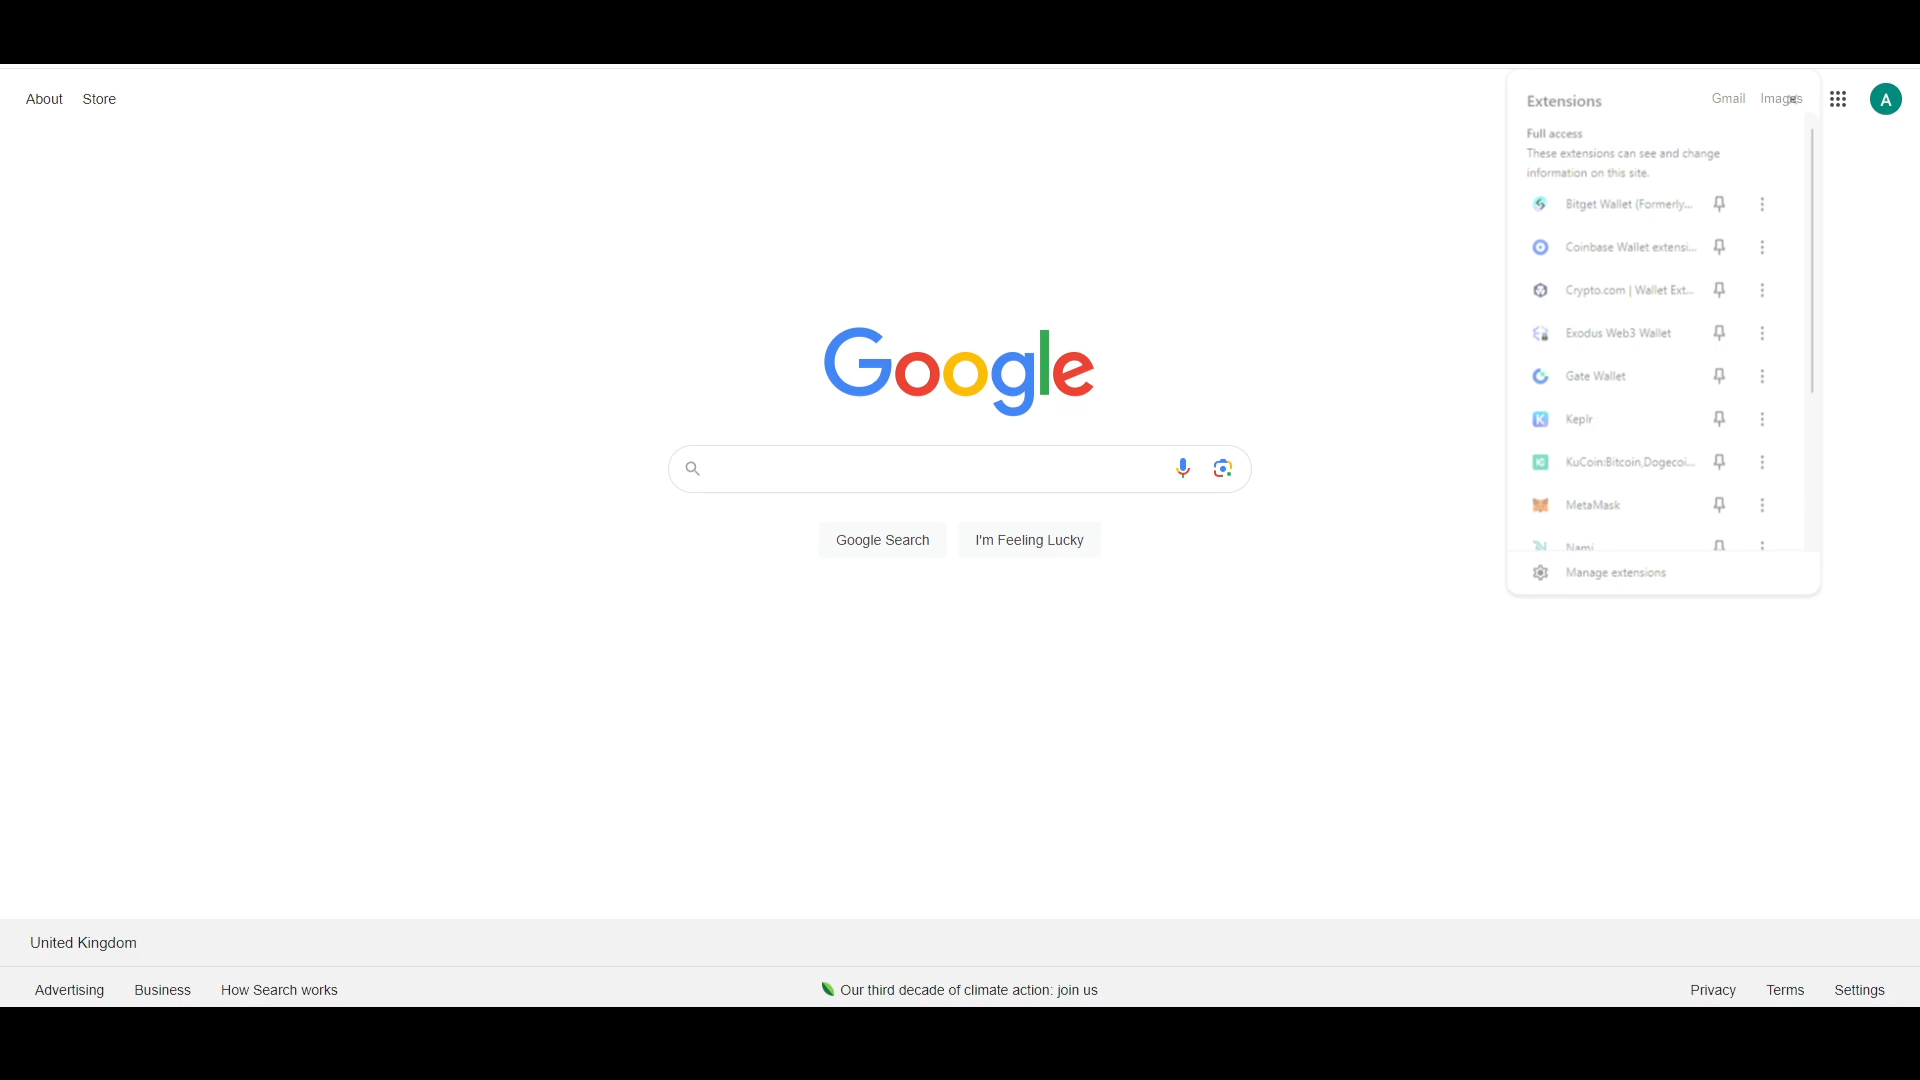 About Store
Gmail Images
A
Extensions
Full access
These extensions can see and change
information on this site.
Bitget Wallet (Formerly...
Coinbase Wallet extensi...
Crypto.com | Wallet Ext...
Exodus Web3 Wallet
Gate Wallet
Keplr
KuCoin:Bitcoin,Dogecoi...
MetaMask
Nami
Manage extensions
Google
Google Search I'm Feeling Lucky
United Kingdom
Advertising Business How Search works
Our third decade of climate action: join us
Privacy Terms Settings